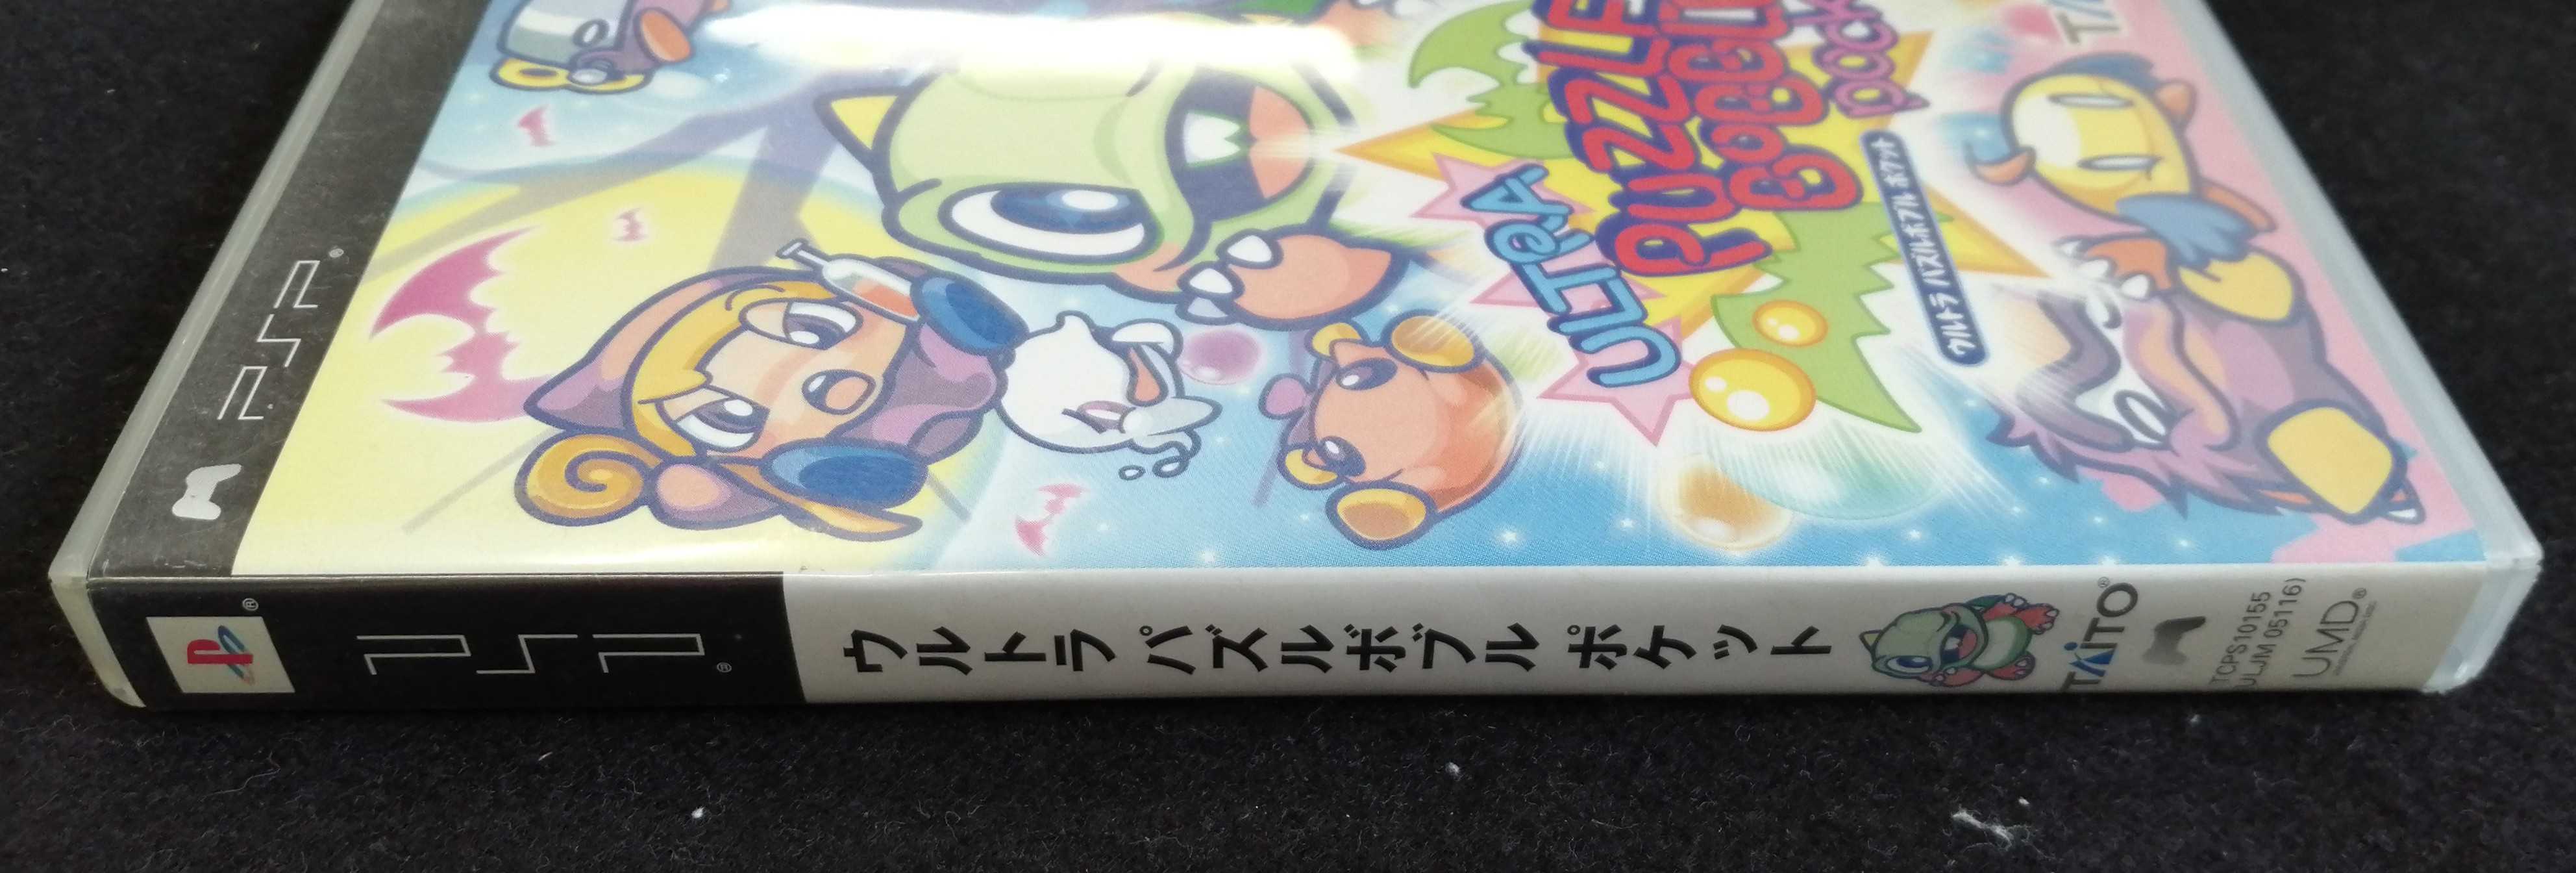 PSP®
ULTRA
PUZZLE
BOBBLE
pocket
ウルトラ パズルボブル ポケット
PSP®
ウルトラ パズルボブル ポケット
TAITO®
TCPS10155
ULJM 05116)
UMD®